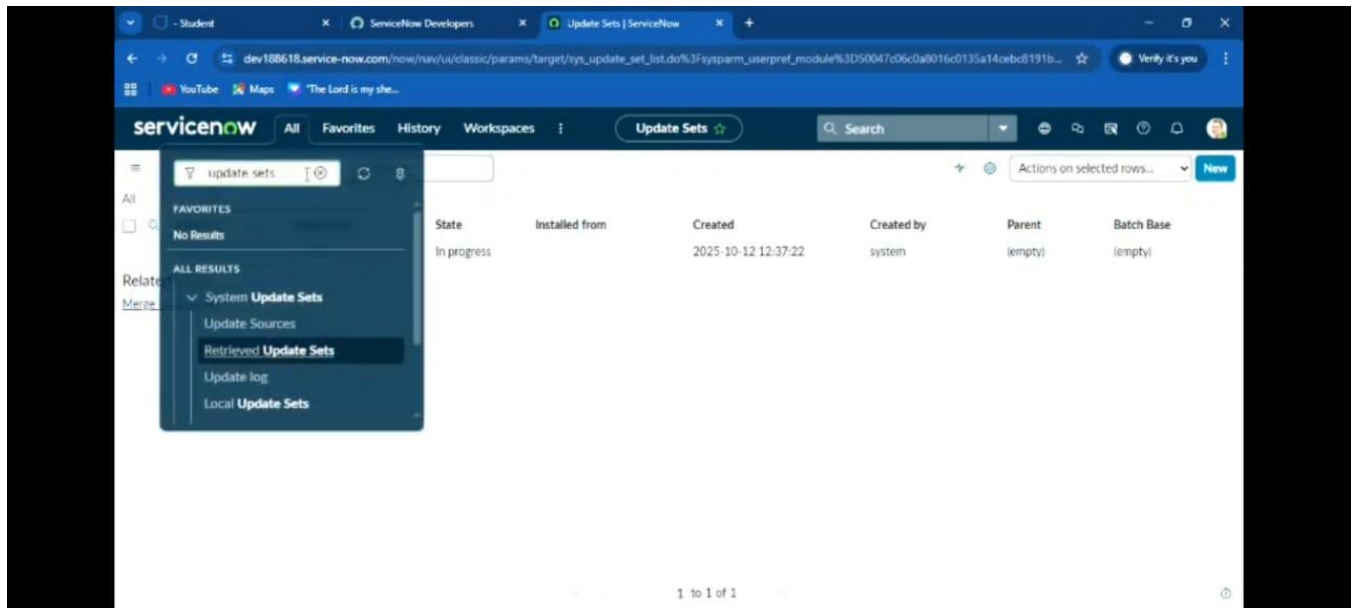 - Student
ServiceNow Developers
Update Sets | ServiceNow
dev188618.service-now.com/now/nav/ui/classic/params/target/sys_update_set_list.do%3Fsysparm_userpref_module%3D50047c06c0a8016c0135a14cebc8191b...
Verify it's you
YouTube
Maps
"The Lord is my she...
servicenow
All
Favorites
History
Workspaces
Update Sets
Search
update sets
Actions on selected rows...
New
All
FAVORITES
No Results
State
Installed from
Created
Created by
Parent
Batch Base
In progress
2025-10-12 12:37:22
system
(empty)
(empty)
ALL RESULTS
System Update Sets
Update Sources
Retrieved Update Sets
Update log
Local Update Sets
Merge
1 to 1 of 1